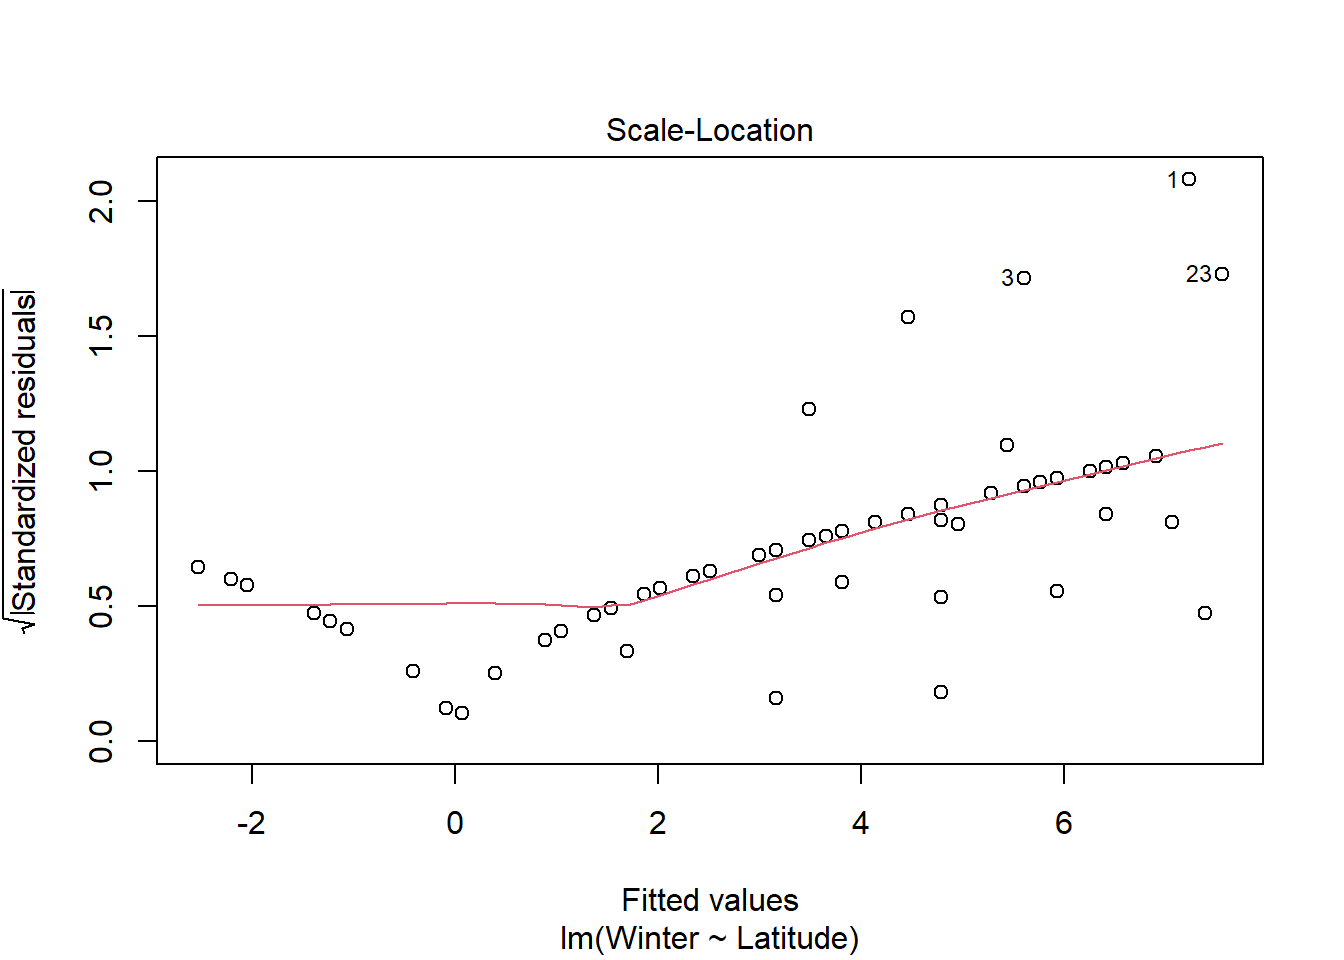 Scale-Location
√|Standardized residuals|
2.0
1.5
1.0
0.5
0.0
1
3
23
-2 0 2 4 6
Fitted values
lm(Winter ~ Latitude)